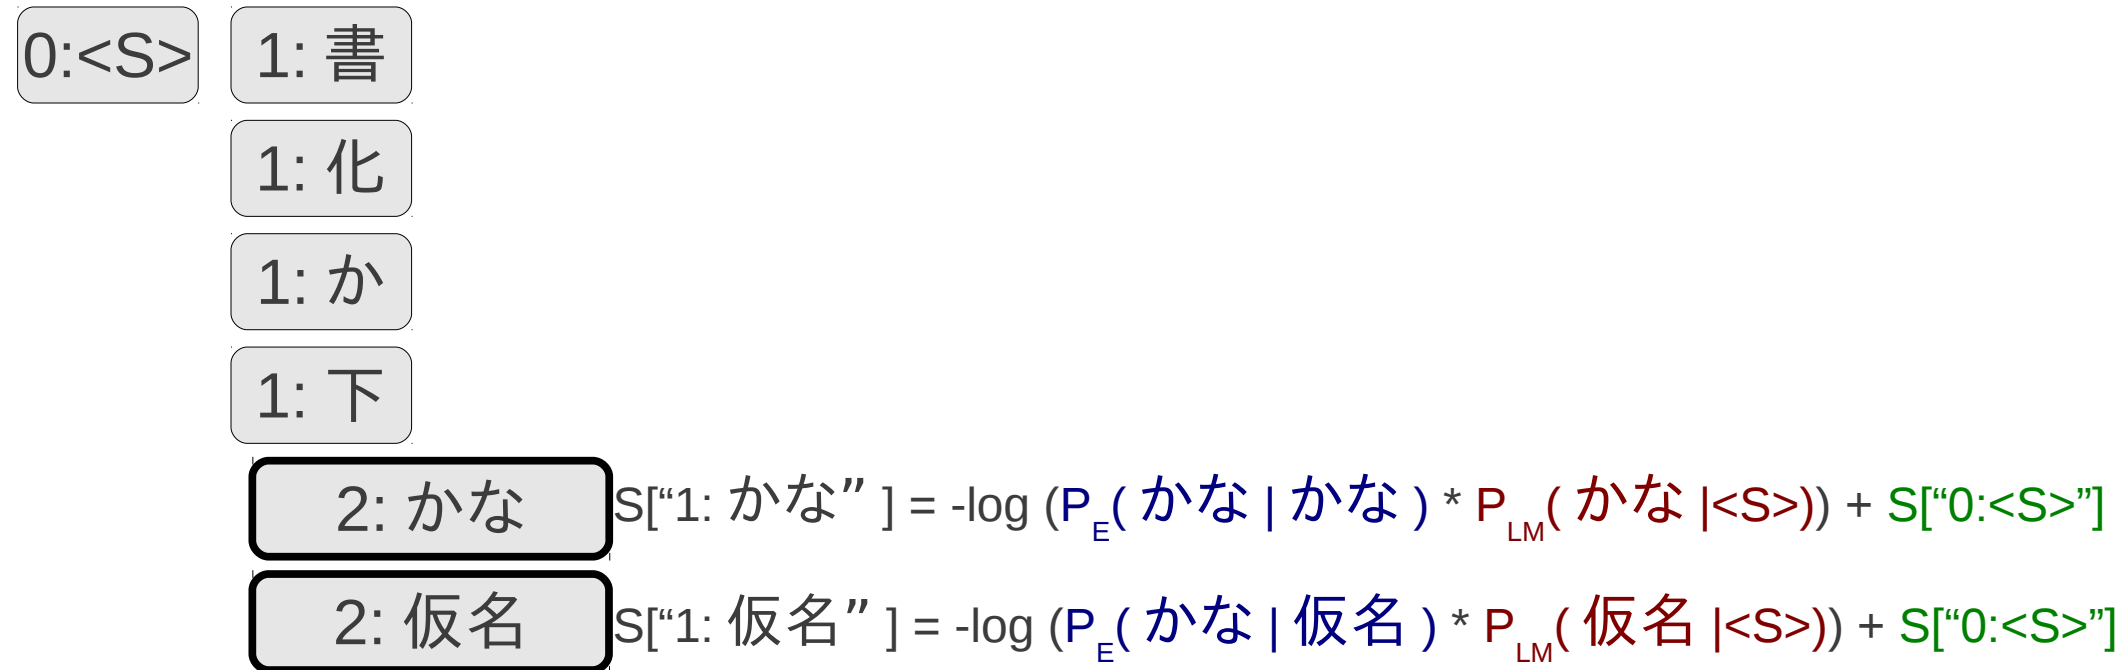 0:<S> 1: 書
1: 化
1: か
1: 下
2: かな S[“1: かな” ] = -log (PE( かな | かな ) * PLM( かな |<S>)) + S[“0:<S>”]
2: 仮名 S[“1: 仮名” ] = -log (PE( かな | 仮名 ) * PLM( 仮名 |<S>)) + S[“0:<S>”]